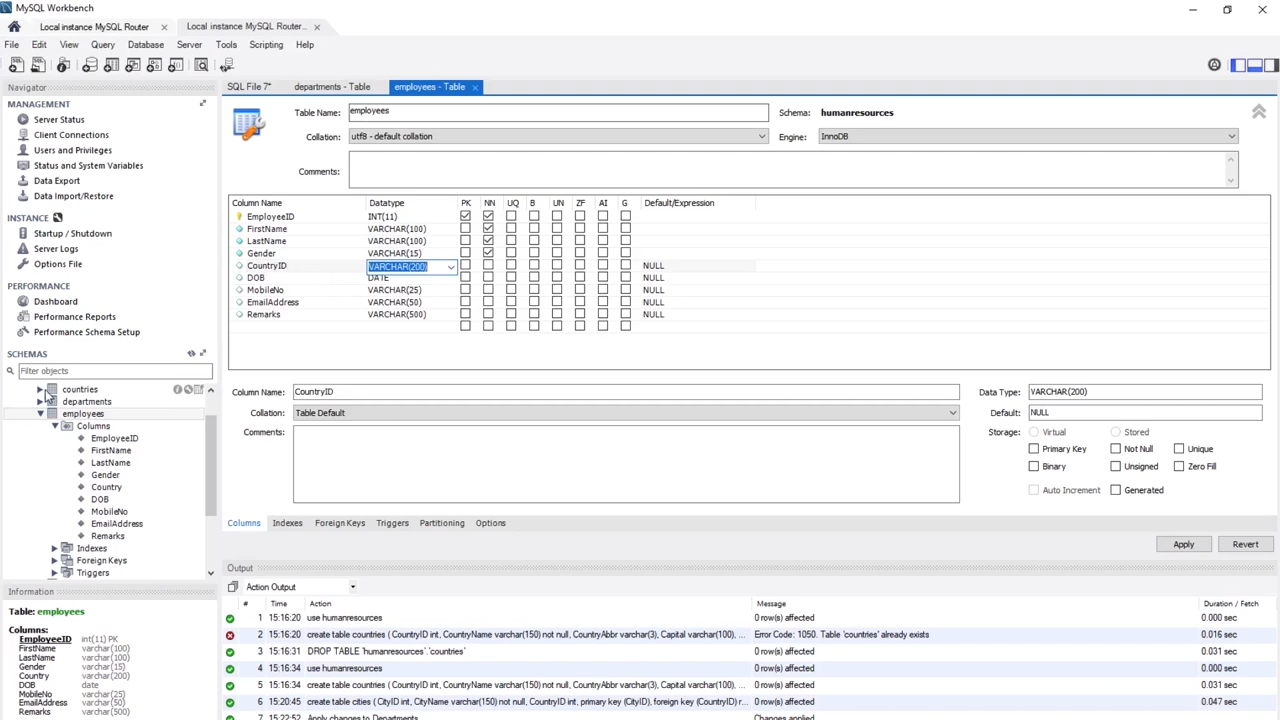 MySQL Workbench
Local instance MySQL Router
Local instance MySQL Router...
File Edit View Query Database Server Tools Scripting Help
Navigator
MANAGEMENT
Server Status
Client Connections
Users and Privileges
Status and System Variables
Data Export
Data Import/Restore
INSTANCE
Startup / Shutdown
Server Logs
Options File
PERFORMANCE
Dashboard
Performance Reports
Performance Schema Setup
SCHEMAS
Filter objects
countries
departments
employees
Columns
EmployeeID
FirstName
LastName
Gender
Country
DOB
MobileNo
EmailAddress
Remarks
Indexes
Foreign Keys
Triggers
Information
Table: employees
Columns:
EmployeeID int(11) PK
FirstName varchar(100)
LastName varchar(100)
Gender varchar(15)
Country varchar(200)
DOB date
MobileNo varchar(25)
EmailAddress varchar(50)
Remarks varchar(500)
SQL File 7* departments - Table employees - Table
Table Name: employees Schema: humanresources
Collation: utf8 - default collation Engine: InnoDB
Comments:
Column Name Datatype PK NN UQ B UN ZF AI G Default/Expression
EmployeeID INT(11)
FirstName VARCHAR(100)
LastName VARCHAR(100)
Gender VARCHAR(15)
CountryID VARCHAR(200) NULL
DOB DATE NULL
MobileNo VARCHAR(25) NULL
EmailAddress VARCHAR(50) NULL
Remarks VARCHAR(500) NULL
Column Name: CountryID Data Type: VARCHAR(200)
Collation: Table Default Default: NULL
Comments: Storage: Virtual Stored
Primary Key Not Null Unique
Binary Unsigned Zero Fill
Auto Increment Generated
Columns Indexes Foreign Keys Triggers Partitioning Options
Apply Revert
Output
Action Output
# Time Action Message Duration / Fetch
1 15:16:20 use humanresources 0 row(s) affected 0.000 sec
2 15:16:20 create table countries ( CountryID int, CountryName varchar(150) not null, CountryAbr varchar(3), Capital varchar(100), ... Error Code: 1050. Table 'countries' already exists 0.016 sec
3 15:16:31 DROP TABLE `humanresources`.`countries` 0 row(s) affected 0.031 sec
4 15:16:34 use humanresources 0 row(s) affected 0.000 sec
5 15:16:34 create table countries ( CountryID int, CountryName varchar(150) not null, CountryAbr varchar(3), Capital varchar(100), ... 0 row(s) affected 0.031 sec
6 15:20:45 create table cities ( CityID int, CityName varchar(150) not null, CountryID int, primary key (CityID), foreign key (CountryID) r... 0 row(s) affected 0.047 sec
7 15:22:52 Apply changes to Departments Changes applied